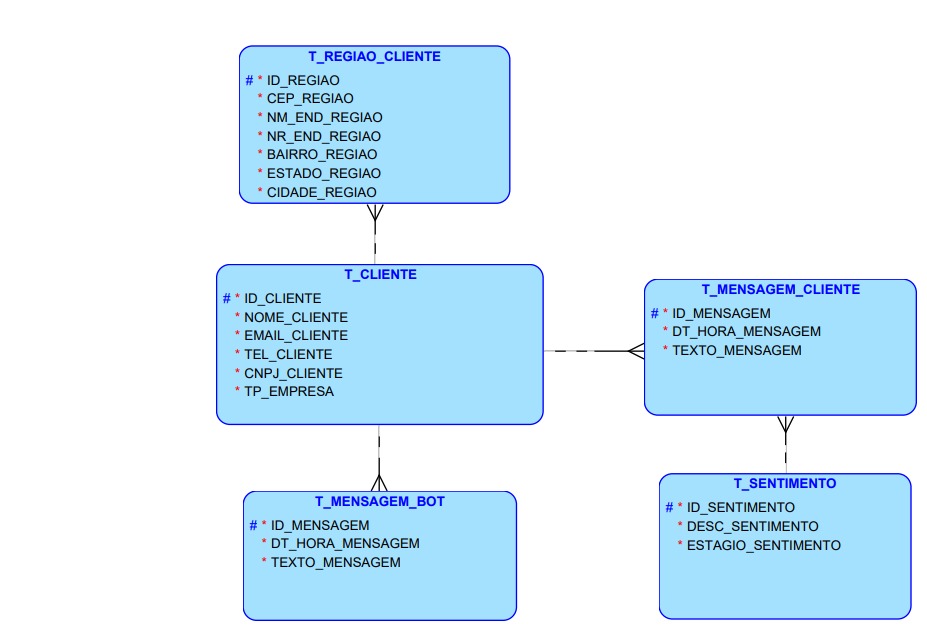 T_REGIAO_CLIENTE
# * ID_REGIAO
* CEP_REGIAO
* NM_END_REGIAO
* NR_END_REGIAO
* BAIRRO_REGIAO
* ESTADO_REGIAO
* CIDADE_REGIAO
T_CLIENTE
# * ID_CLIENTE
* NOME_CLIENTE
* EMAIL_CLIENTE
* TEL_CLIENTE
* CNPJ_CLIENTE
* TP_EMPRESA
T_MENSAGEM_CLIENTE
# * ID_MENSAGEM
* DT_HORA_MENSAGEM
* TEXTO_MENSAGEM
T_MENSAGEM_BOT
# * ID_MENSAGEM
* DT_HORA_MENSAGEM
* TEXTO_MENSAGEM
T_SENTIMENTO
# * ID_SENTIMENTO
* DESC_SENTIMENTO
* ESTAGIO_SENTIMENTO